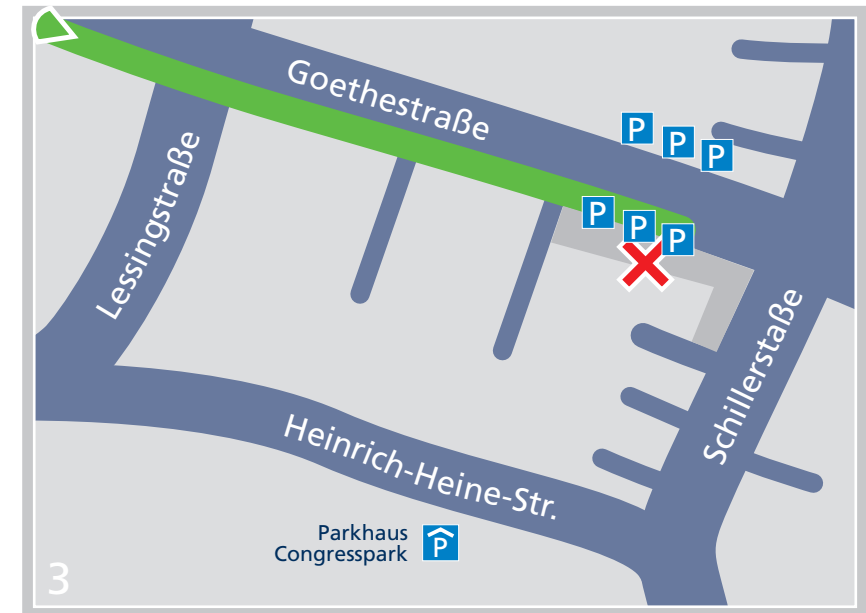 Goethestraße
P
P
P
Lessingstraße
P
P
P
Schillerstaße
Heinrich-Heine-Str.
Parkhaus
Congresspark
P
3